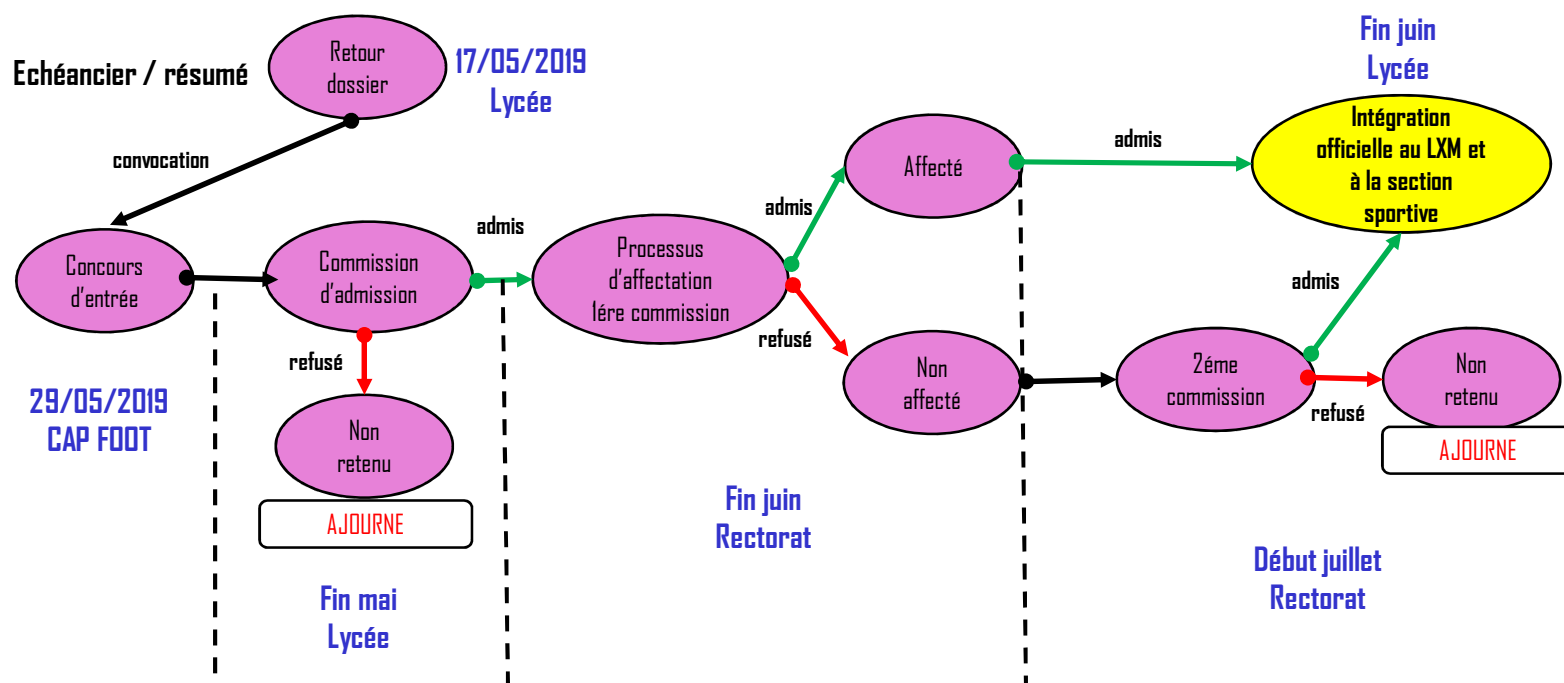 Echéancier / résumé
Retour
dossier
17/05/2019
Lycée
Fin juin
Lycée
convocation
Concours
d'entrée
Commission
d'admission
admis
Processus
d'affectation
1ére commission
admis
Affecté
admis
Intégration
officielle au LXM et
à la section
sportive
refusé
Non
retenu
AJOURNE
refusé
Non
affecté
2éme
commission
admis
refusé
Non
retenu
AJOURNE
29/05/2019
CAP FOOT
Fin mai
Lycée
Fin juin
Rectorat
Début juillet
Rectorat